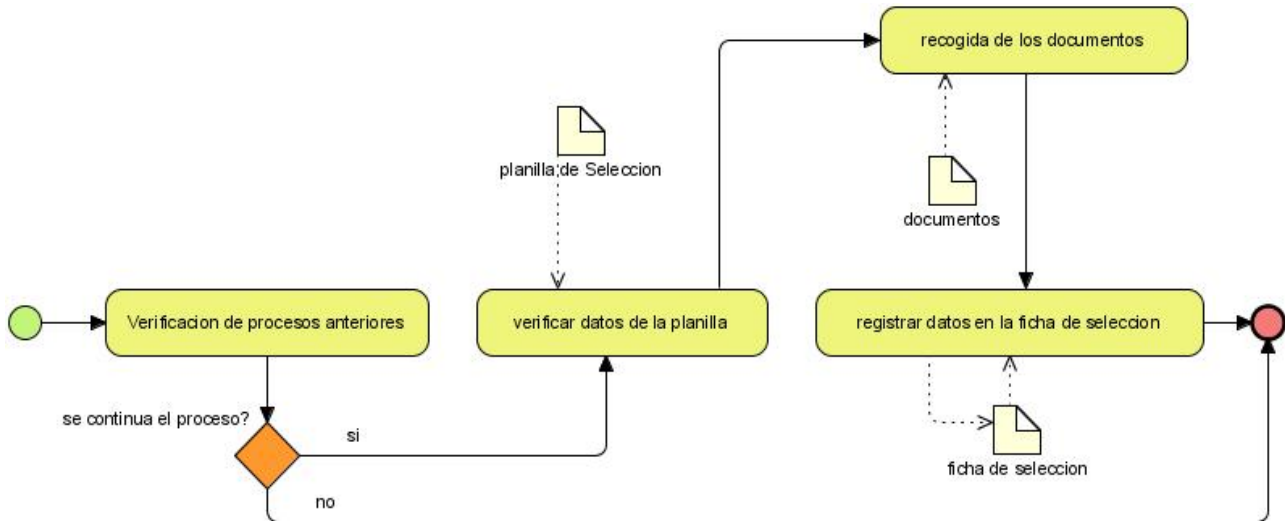 recogida de los documentos
planilla de Seleccion
documentos
Verificacion de procesos anteriores
verificar datos de la planilla
registrar datos en la ficha de seleccion
se continua el proceso?
si
no
ficha de seleccion